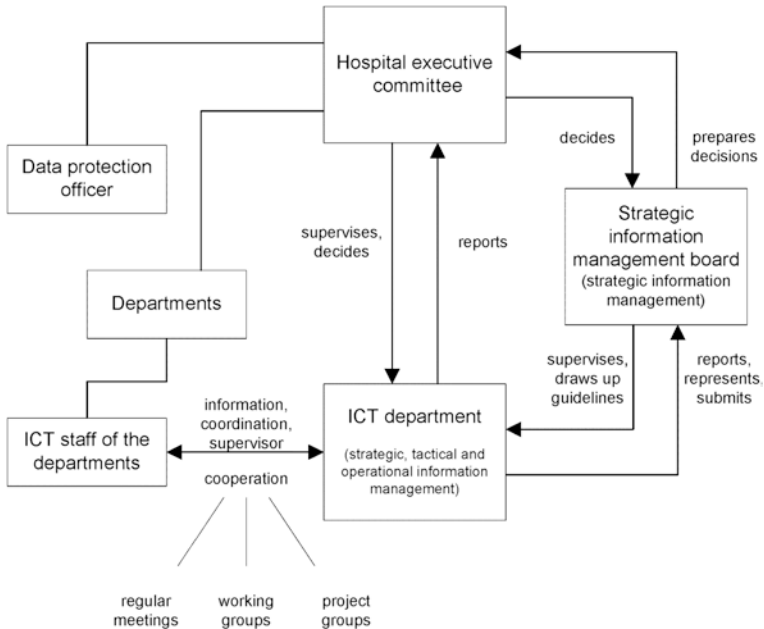 Hospital executive
committee
Data protection
officer
decides
prepares
decisions
supervises,
decides
reports
Strategic
information
management board
(strategic information
management)
Departments
supervises,
draws up
guidelines
reports,
represents,
submits
ICT staff of the
departments
information,
coordination,
supervisor
cooperation
ICT department
(strategic, tactical and
operational information
management)
regular
meetings
working
groups
project
groups